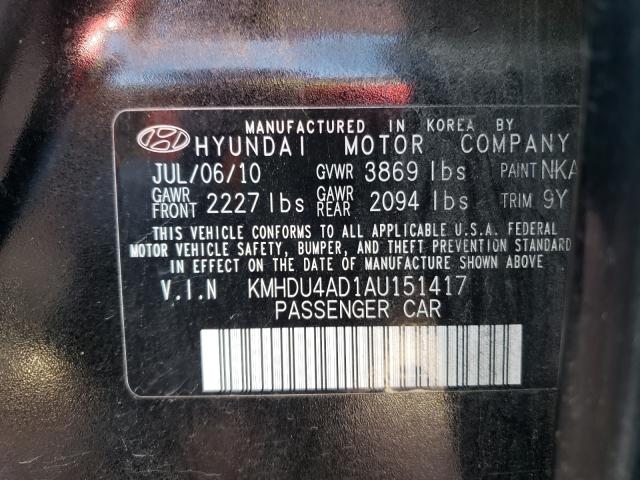 MANUFACTURED IN KOREA BY
HYUNDAI MOTOR COMPANY
JUL/06/10 GVWR 3869 lbs PAINT NKA
GAWR FRONT 2227 lbs GAWR REAR 2094 lbs TRIM 9Y
THIS VEHICLE CONFORMS TO ALL APPLICABLE U.S.A. FEDERAL
MOTOR VEHICLE SAFETY, BUMPER, AND THEFT PREVENTION STANDARD
IN EFFECT ON THE DATE OF MANUFACTURE SHOWN ABOVE
V.I.N KMHDU4AD1AU151417
PASSENGER CAR